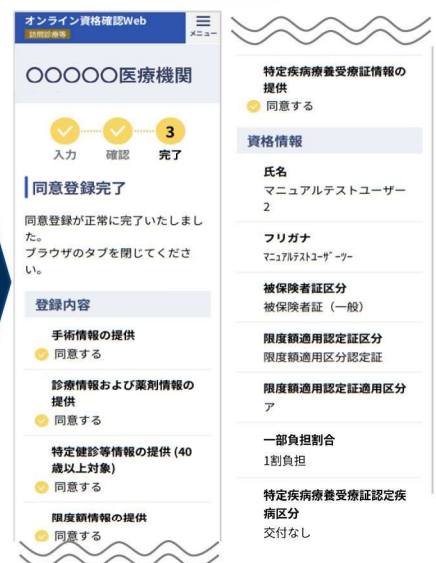 オンライン資格確認Web
訪問診療等
メニュー
〇〇〇〇〇医療機関
3
入力 確認 完了
同意登録完了
同意登録が正常に完了いたしまし
た。
ブラウザのタブを閉じてくださ
い。
登録内容
手術情報の提供
同意する
診療情報および薬剤情報の
提供
同意する
特定健診等情報の提供 (40
歳以上対象)
同意する
限度額情報の提供
同意する
特定疾病療養受療証情報の
提供
同意する
資格情報
氏名
マニュアルテストユーザー
2
フリガナ
マニュアルテストユーザーツー
被保険者証区分
被保険者証（一般）
限度額適用認定証区分
限度額適用区分認定証
限度額適用認定証適用区分
ア
一部負担割合
1割負担
特定疾病療養受療証認定疾
病区分
交付なし